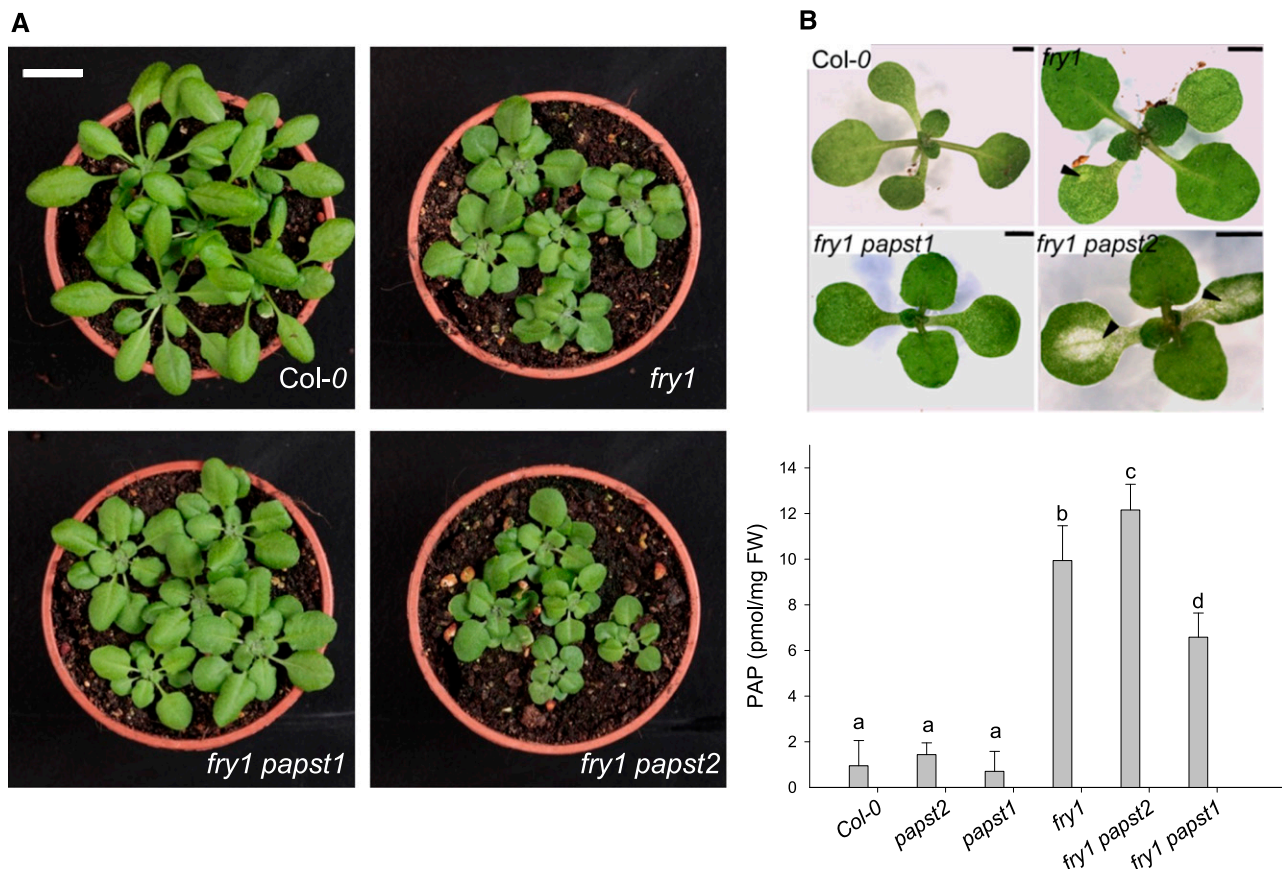 A
B
Col-0
fry1
fry1 papst1
fry1 papst2
Col-0
fry1
fry1 papst1
fry1 papst2
PAP (pmol/mg FW)
14
12
10
8
6
4
2
0
a
a
a
b
c
d
Col-0
papst2
papst1
fry1
fry1 papst2
fry1 papst1